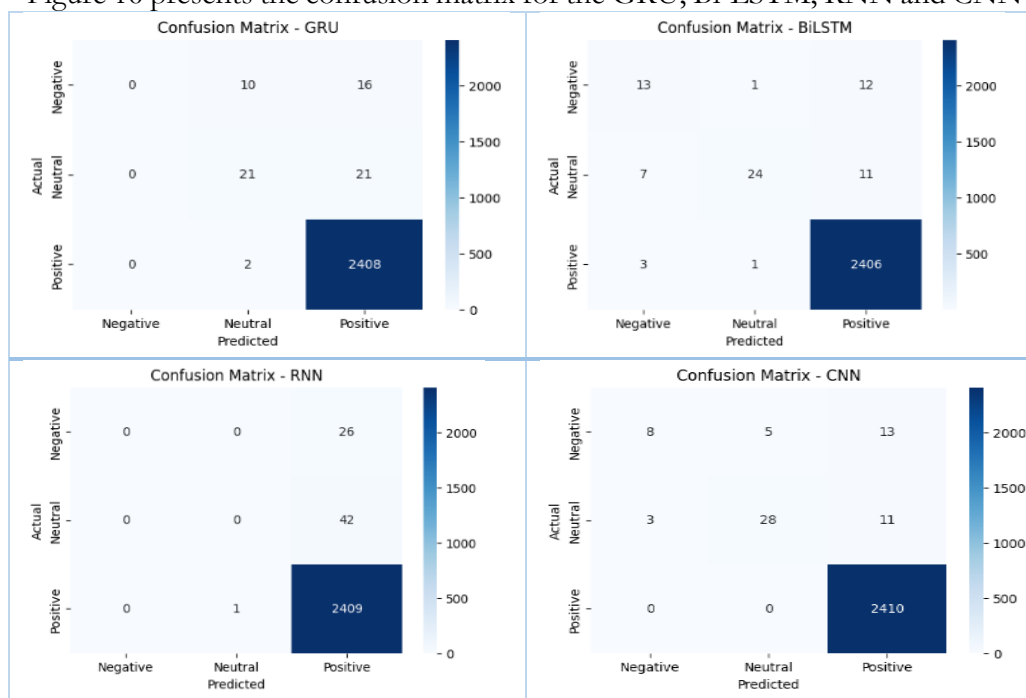 Figure 10 presents the confusion matrix for the GRU, Bi-LSTM, RNN and CNN
Confusion Matrix - GRU
Actual
Negative
Neutral
Positive
0 10 16
0 21 21
0 2 2408
Negative Neutral Positive
Predicted
2000
1500
1000
500
0
Confusion Matrix - BiLSTM
Actual
Negative
Neutral
Positive
13 1 12
7 24 11
3 1 2406
Negative Neutral Positive
Predicted
2000
1500
1000
500
Confusion Matrix - RNN
Actual
Negative
Neutral
Positive
0 0 26
0 0 42
0 1 2409
Negative Neutral Positive
Predicted
2000
1500
1000
500
0
Confusion Matrix - CNN
Actual
Negative
Neutral
Positive
8 5 13
3 28 11
0 0 2410
Negative Neutral Positive
Predicted
2000
1500
1000
500
0